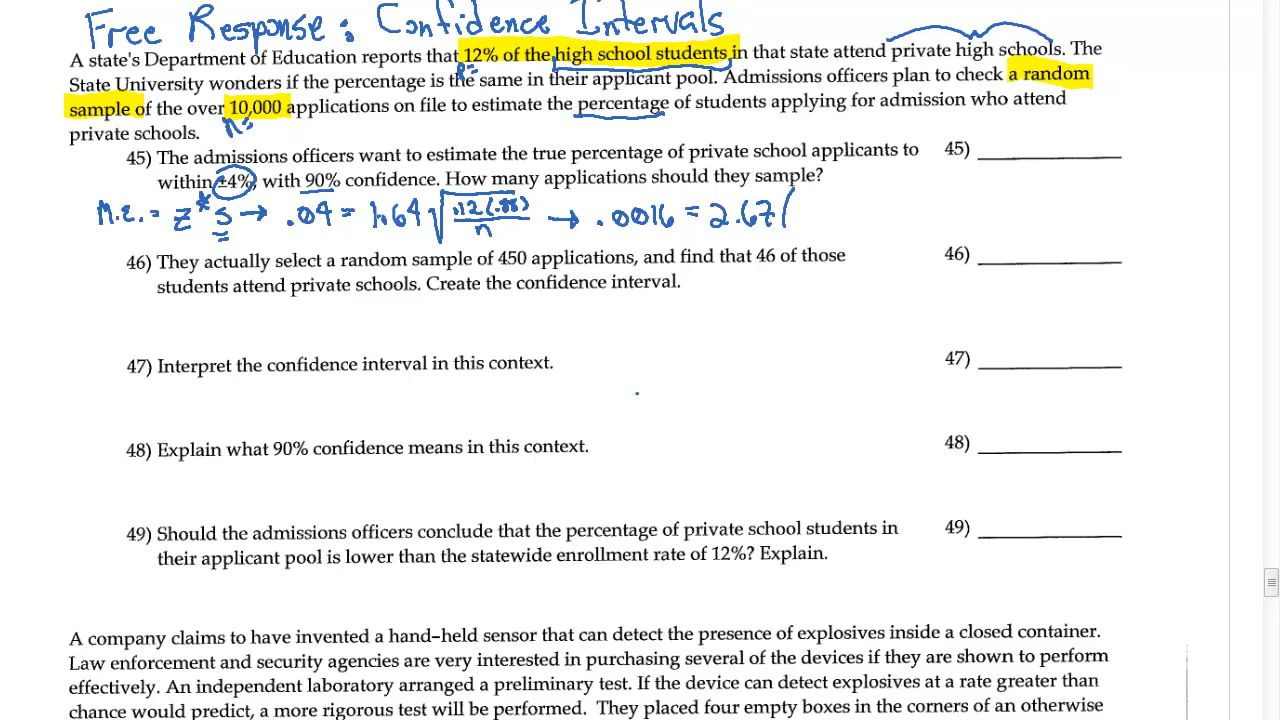 Free Response: Confidence Intervals
A state's Department of Education reports that 12% of the high school students in that state attend private high schools. The
p=
State University wonders if the percentage is the same in their applicant pool. Admissions officers plan to check a random
sample of the over 10,000 applications on file to estimate the percentage of students applying for admission who attend
n=
private schools.
45) The admissions officers want to estimate the true percentage of private school applicants to 45) ______________
within ±4%, with 90% confidence. How many applications should they sample?
M.E. = z* s → .04 = 1.64 √(.12(.88)/n) → .0016 = 2.67(
46) They actually select a random sample of 450 applications, and find that 46 of those 46) ______________
students attend private schools. Create the confidence interval.
47) Interpret the confidence interval in this context. 47) ______________
48) Explain what 90% confidence means in this context. 48) ______________
49) Should the admissions officers conclude that the percentage of private school students in 49) ______________
their applicant pool is lower than the statewide enrollment rate of 12%? Explain.
A company claims to have invented a hand-held sensor that can detect the presence of explosives inside a closed container.
Law enforcement and security agencies are very interested in purchasing several of the devices if they are shown to perform
effectively. An independent laboratory arranged a preliminary test. If the device can detect explosives at a rate greater than
chance would predict, a more rigorous test will be performed. They placed four empty boxes in the corners of an otherwise